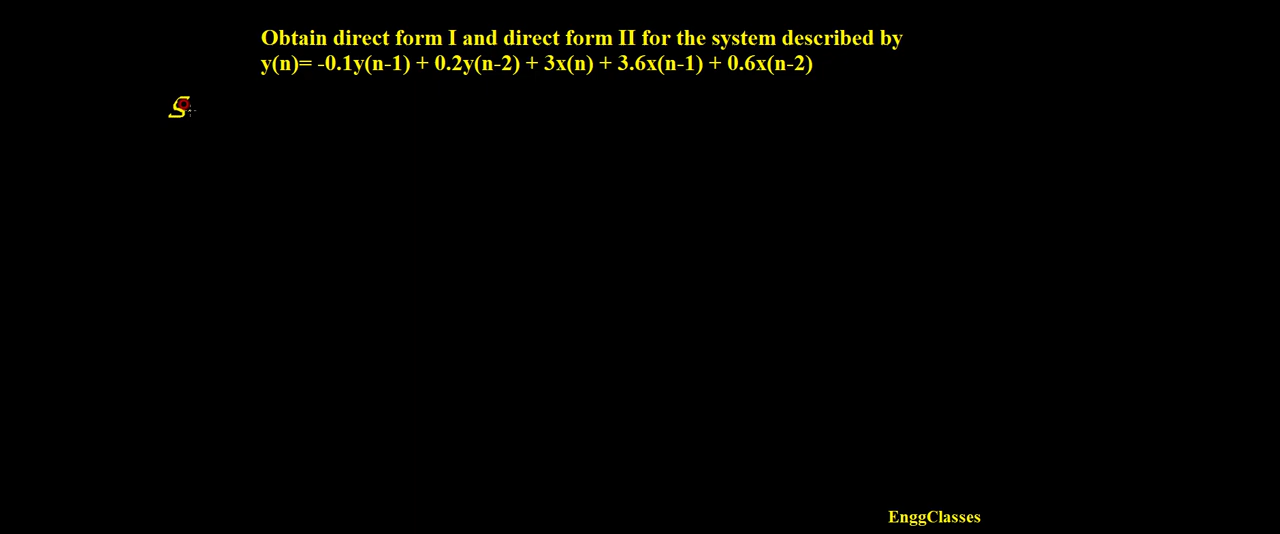 Obtain direct form I and direct form II for the system described by
y(n)= -0.1y(n-1) + 0.2y(n-2) + 3x(n) + 3.6x(n-1) + 0.6x(n-2)
S
EnggClasses